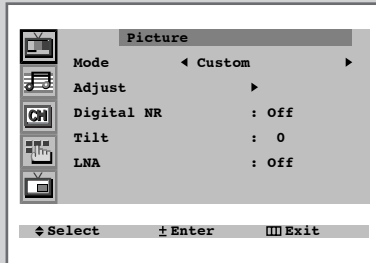 Picture
Mode ◀ Custom ▶
Adjust ▶
Digital NR : Off
Tilt : 0
LNA : Off
CH
Select ± Enter Exit